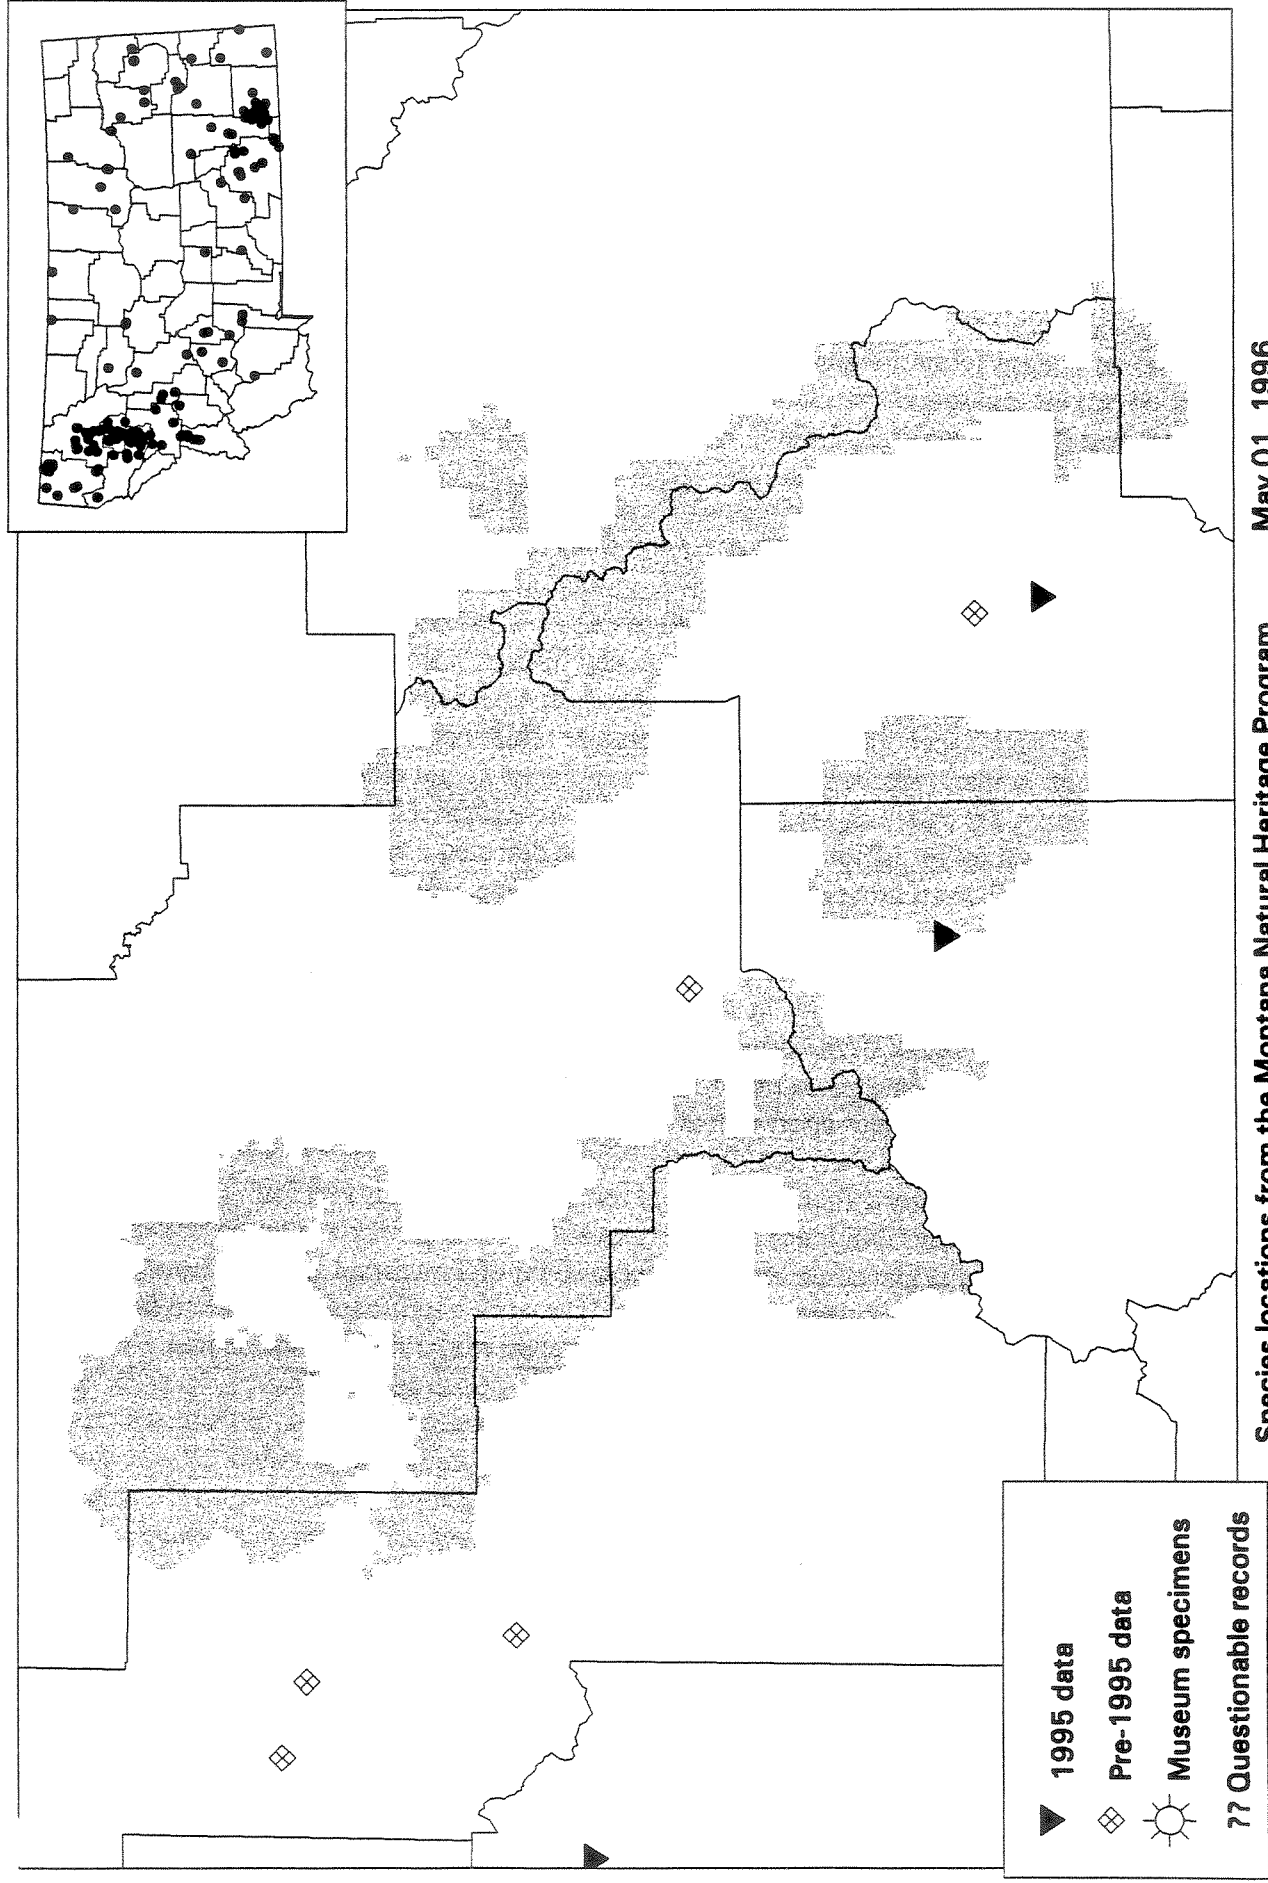 1995 data
Pre-1995 data
Museum specimens
?? Questionable records
Species locations from the Montana Natural Heritage Program May 01 1996